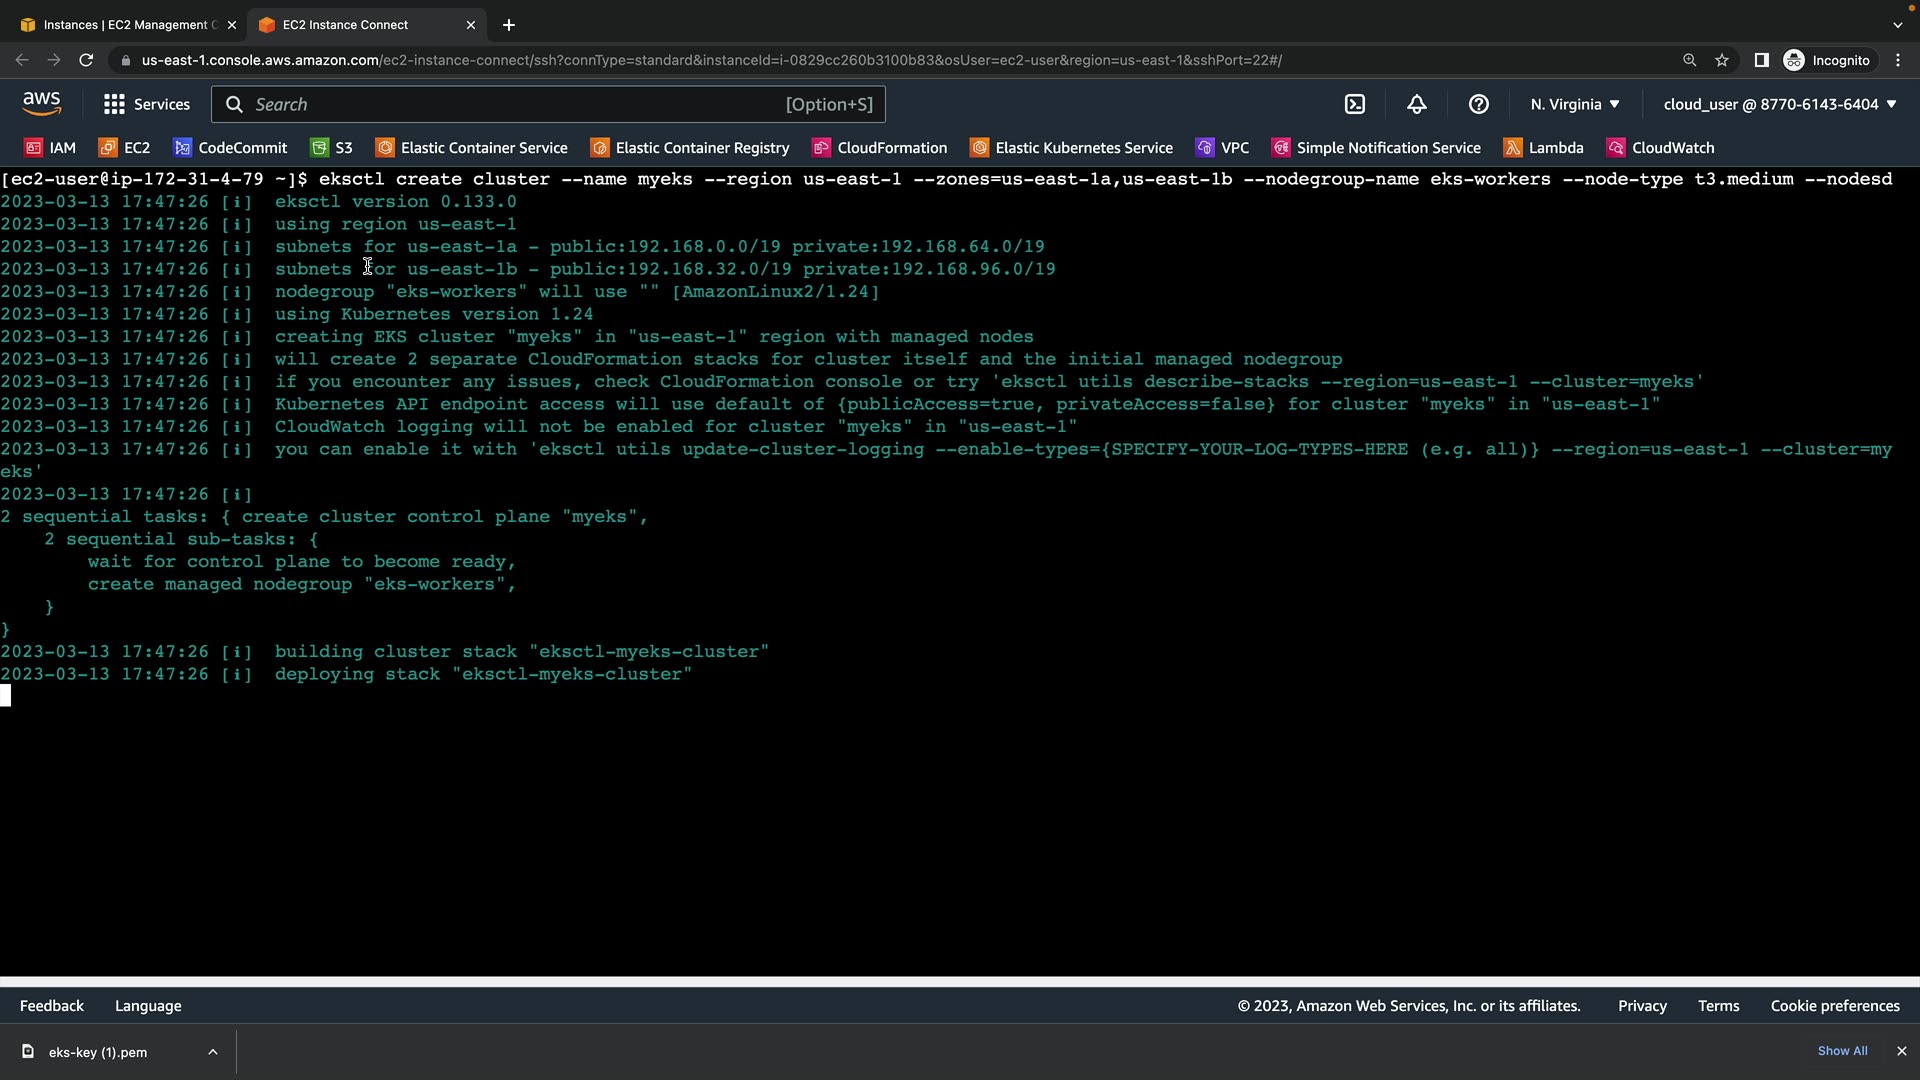 Instances | EC2 Management C
EC2 Instance Connect
us-east-1.console.aws.amazon.com/ec2-instance-connect/ssh?connType=standard&instanceId=i-0829cc260b3100b83&osUser=ec2-user&region=us-east-1&sshPort=22#/
Incognito
aws
Services
Search
[Option+S]
N. Virginia
cloud_user @ 8770-6143-6404
IAM
EC2
CodeCommit
S3
Elastic Container Service
Elastic Container Registry
CloudFormation
Elastic Kubernetes Service
VPC
Simple Notification Service
Lambda
CloudWatch
[ec2-user@ip-172-31-4-79 ~]$ eksctl create cluster --name myeks --region us-east-1 --zones=us-east-1a,us-east-1b --nodegroup-name eks-workers --node-type t3.medium --nodesd
2023-03-13 17:47:26 [ℹ]  eksctl version 0.133.0
2023-03-13 17:47:26 [ℹ]  using region us-east-1
2023-03-13 17:47:26 [ℹ]  subnets for us-east-1a - public:192.168.0.0/19 private:192.168.64.0/19
2023-03-13 17:47:26 [ℹ]  subnets for us-east-1b - public:192.168.32.0/19 private:192.168.96.0/19
2023-03-13 17:47:26 [ℹ]  nodegroup "eks-workers" will use "" [AmazonLinux2/1.24]
2023-03-13 17:47:26 [ℹ]  using Kubernetes version 1.24
2023-03-13 17:47:26 [ℹ]  creating EKS cluster "myeks" in "us-east-1" region with managed nodes
2023-03-13 17:47:26 [ℹ]  will create 2 separate CloudFormation stacks for cluster itself and the initial managed nodegroup
2023-03-13 17:47:26 [ℹ]  if you encounter any issues, check CloudFormation console or try 'eksctl utils describe-stacks --region=us-east-1 --cluster=myeks'
2023-03-13 17:47:26 [ℹ]  Kubernetes API endpoint access will use default of {publicAccess=true, privateAccess=false} for cluster "myeks" in "us-east-1"
2023-03-13 17:47:26 [ℹ]  CloudWatch logging will not be enabled for cluster "myeks" in "us-east-1"
2023-03-13 17:47:26 [ℹ]  you can enable it with 'eksctl utils update-cluster-logging --enable-types={SPECIFY-YOUR-LOG-TYPES-HERE (e.g. all)} --region=us-east-1 --cluster=my
eks'
2023-03-13 17:47:26 [ℹ]
2 sequential tasks: { create cluster control plane "myeks",
    2 sequential sub-tasks: {
        wait for control plane to become ready,
        create managed nodegroup "eks-workers",
    }
}
2023-03-13 17:47:26 [ℹ]  building cluster stack "eksctl-myeks-cluster"
2023-03-13 17:47:26 [ℹ]  deploying stack "eksctl-myeks-cluster"
Feedback
Language
© 2023, Amazon Web Services, Inc. or its affiliates.
Privacy
Terms
Cookie preferences
eks-key (1).pem
Show All